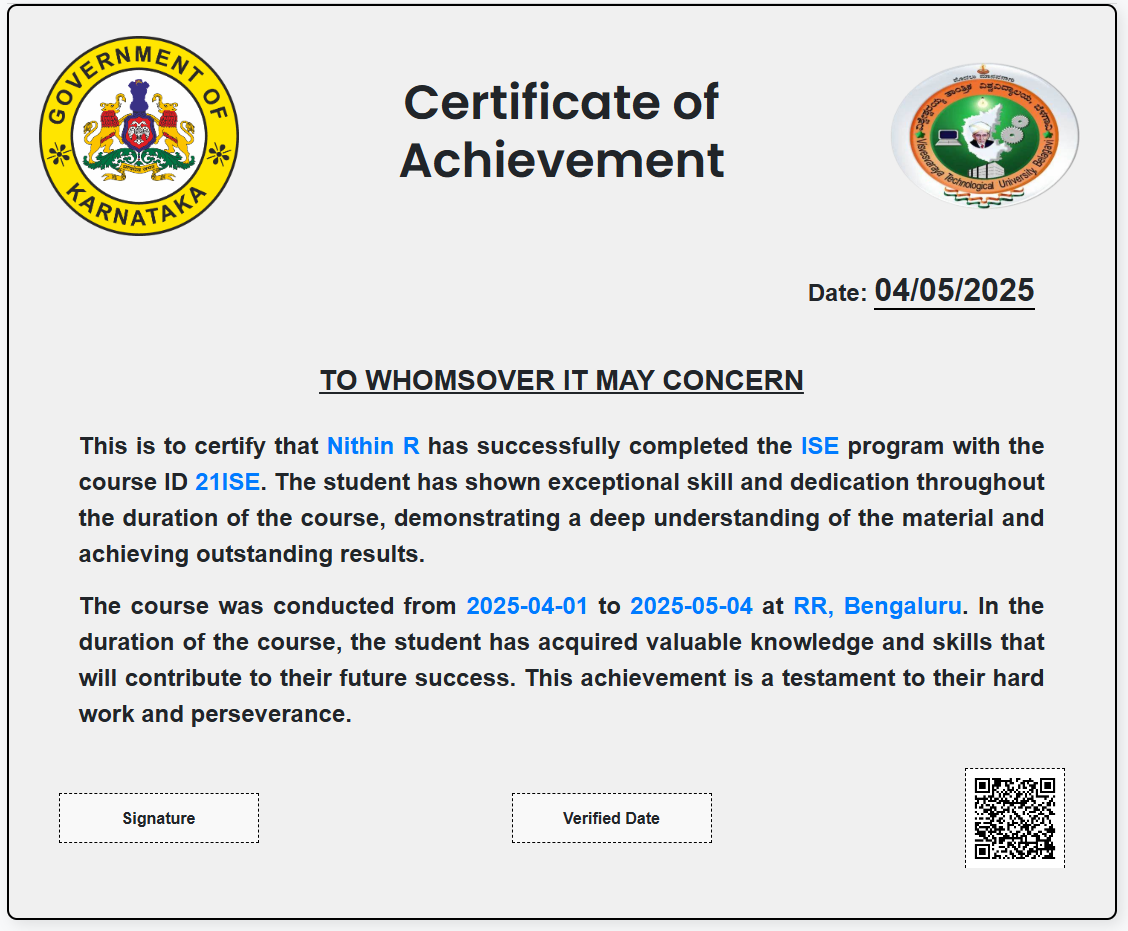 GOVERNMENT OF
KARNATAKA
Certificate of
Achievement
ವಿಶ್ವೇಶ್ವರಯ್ಯ ತಾಂತ್ರಿಕ ವಿಶ್ವವಿದ್ಯಾಲಯ,
Visvesvaraya Technological University Belagavi
Date: 04/05/2025
TO WHOMSOVER IT MAY CONCERN
This is to certify that Nithin R has successfully completed the ISE program with the
course ID 21ISE. The student has shown exceptional skill and dedication throughout
the duration of the course, demonstrating a deep understanding of the material and
achieving outstanding results.
The course was conducted from 2025-04-01 to 2025-05-04 at RR, Bengaluru. In the
duration of the course, the student has acquired valuable knowledge and skills that
will contribute to their future success. This achievement is a testament to their hard
work and perseverance.
Signature
Verified Date